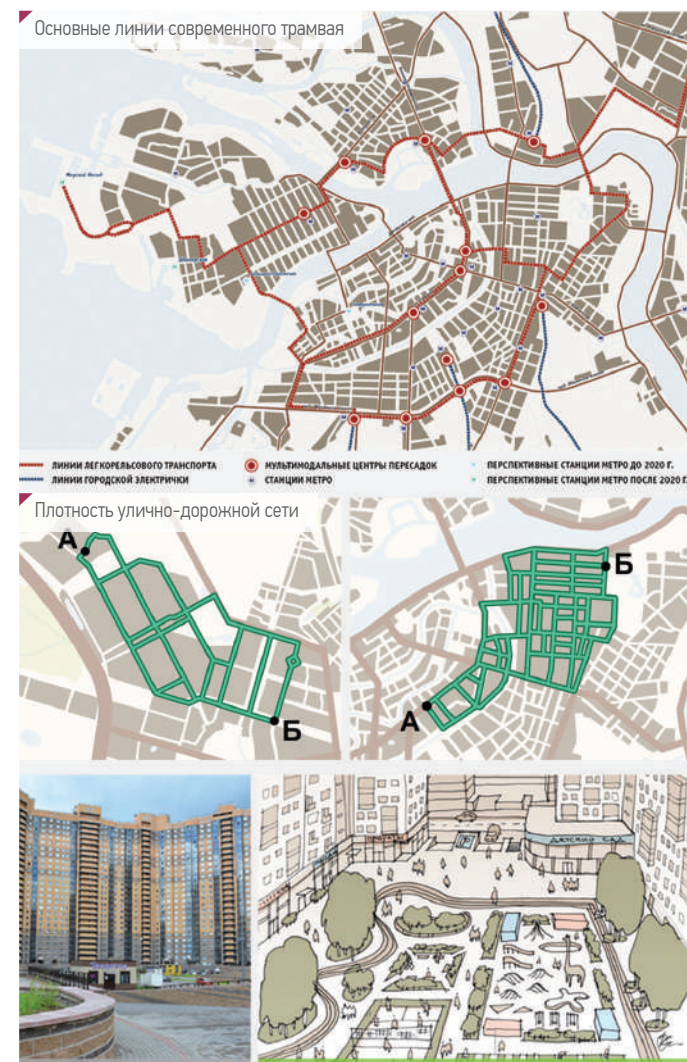 Основные линии современного трамвая
ЛИНИИ ЛЕГКОРЕЛЬСОВОГО ТРАНСПОРТА
ЛИНИИ ГОРОДСКОЙ ЭЛЕКТРИЧКИ
МУЛЬТИМОДАЛЬНЫЕ ЦЕНТРЫ ПЕРЕСАДОК
СТАНЦИИ МЕТРО
ПЕРСПЕКТИВНЫЕ СТАНЦИИ МЕТРО ДО 2020 Г.
ПЕРСПЕКТИВНЫЕ СТАНЦИИ МЕТРО ПОСЛЕ 2020 Г.
Плотность улично-дорожной сети
А
Б
А
Б
ДЕТСКИЙ САД